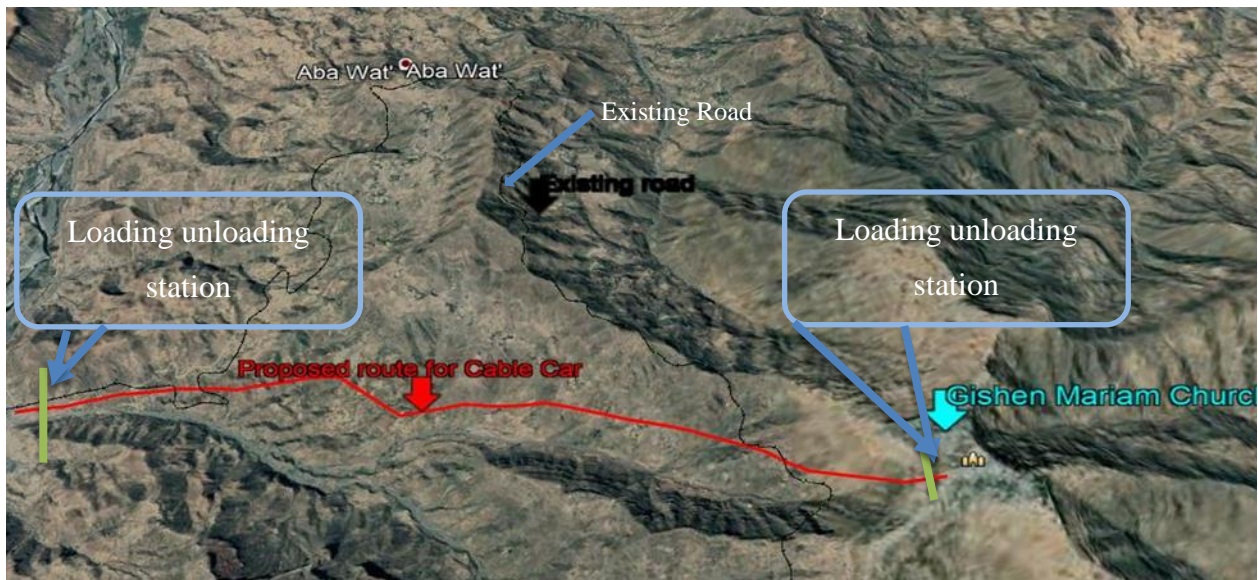 Aba Wat' Aba Wat'
Existing Road
Existing road
Loading unloading
station
Loading unloading
station
Proposed route for Cable Car
Gishen Mariam Church